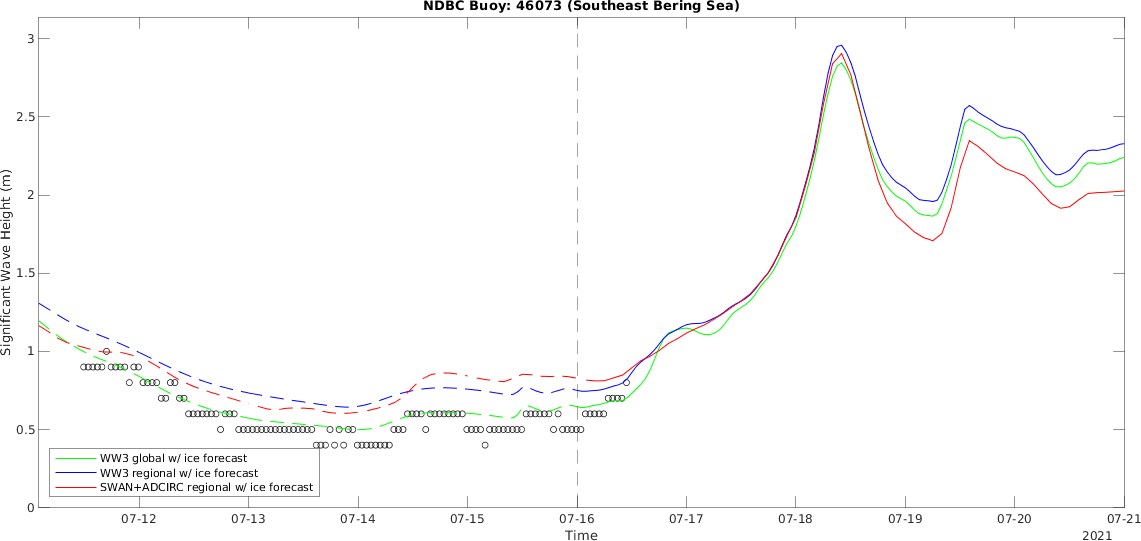 NDBC Buoy: 46073 (Southeast Bering Sea)
Significant Wave Height (m)
3
2.5
2
1.5
1
0.5
0
WW3 global w/ ice forecast
WW3 regional w/ ice forecast
SWAN+ADCIRC regional w/ ice forecast
07-12 07-13 07-14 07-15 07-16 07-17 07-18 07-19 07-20 07-21
Time
2021